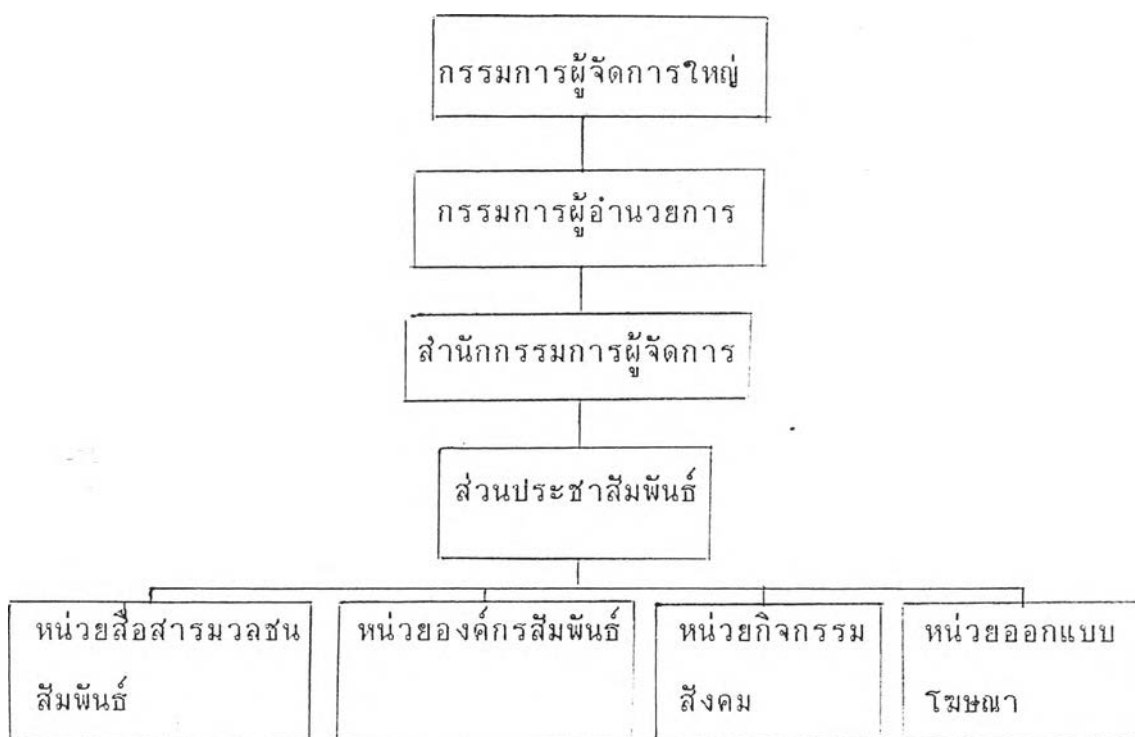 กรรมการผู้จัดการใหญ่
กรรมการผู้อำนวยการ
สำนักกรรมการผู้จัดการ
ส่วนประชาสัมพันธ์
หน่วยสื่อสารมวลชน
สัมพันธ์
หน่วยองค์กรสัมพันธ์
หน่วยกิจกรรม
สังคม
หน่วยออกแบบ
โฆษณา